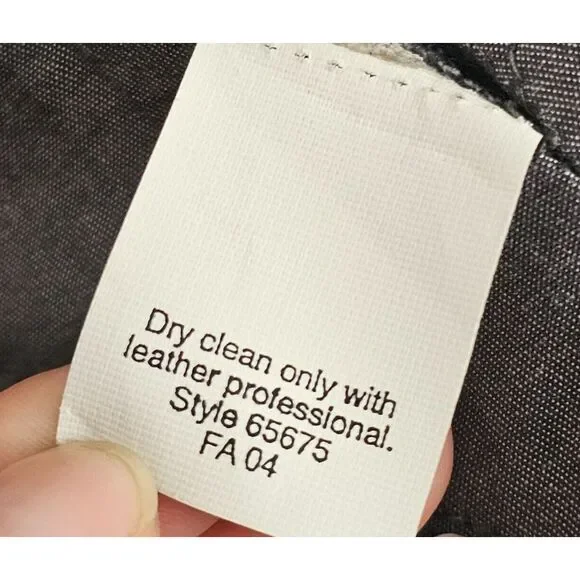 Dry clean only with
leather professional.
Style 65675
FA 04